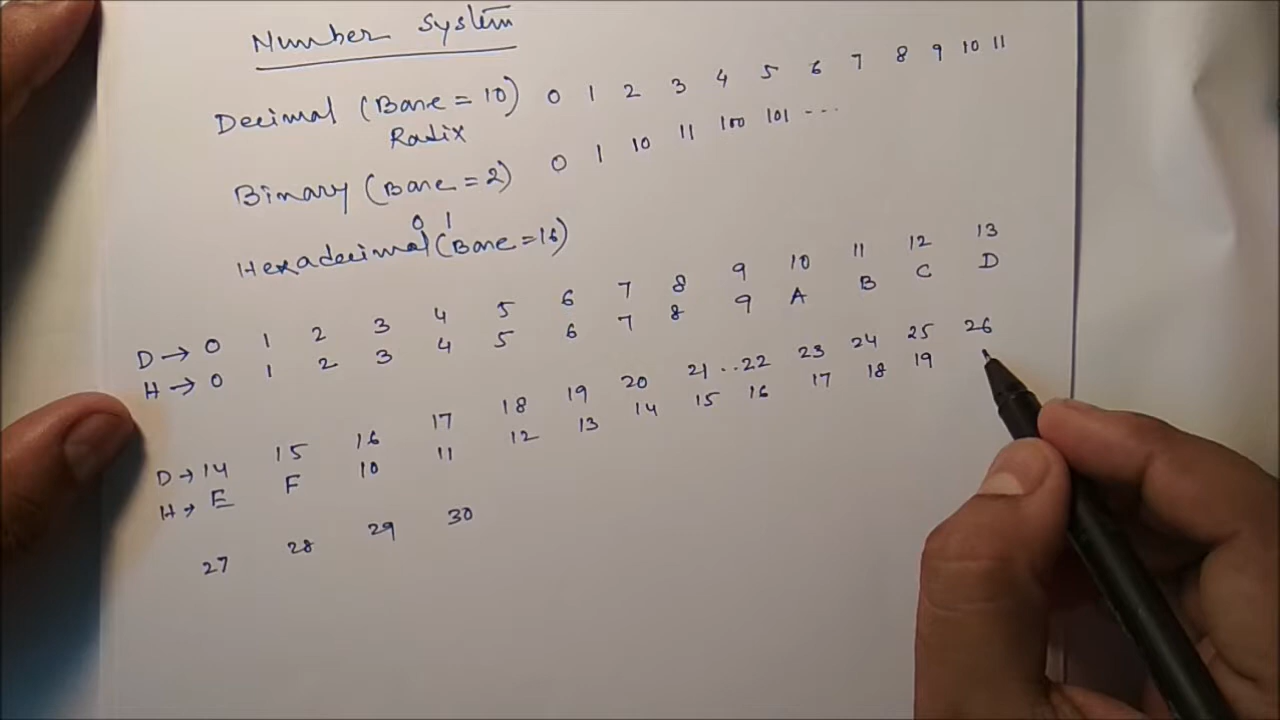 Number System
Decimal (Base = 10) 0 1 2 3 4 5 6 7 8 9 10 11
Radix
Binary (Base = 2) 0 1 10 11 100 101 ...
0 1
Hexadecimal (Base = 16)
D → 0 1 2 3 4 5 6 7 8 9 10 11 12 13
H → 0 1 2 3 4 5 6 7 8 9 A B C D
D → 14 15 16 17 18 19 20 21 .. 22 23 24 25 26
H → E F 10 11 12 13 14 15 16 17 18 19
27 28 29 30